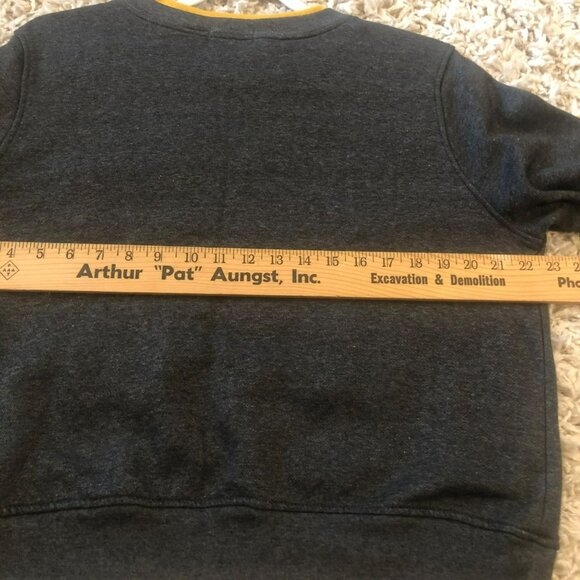 4 5 6 7 8 9 10 11 12 13 14 15 16 17 18 19 20 21 22 23
Arthur "Pat" Aungst, Inc. Excavation & Demolition Pho